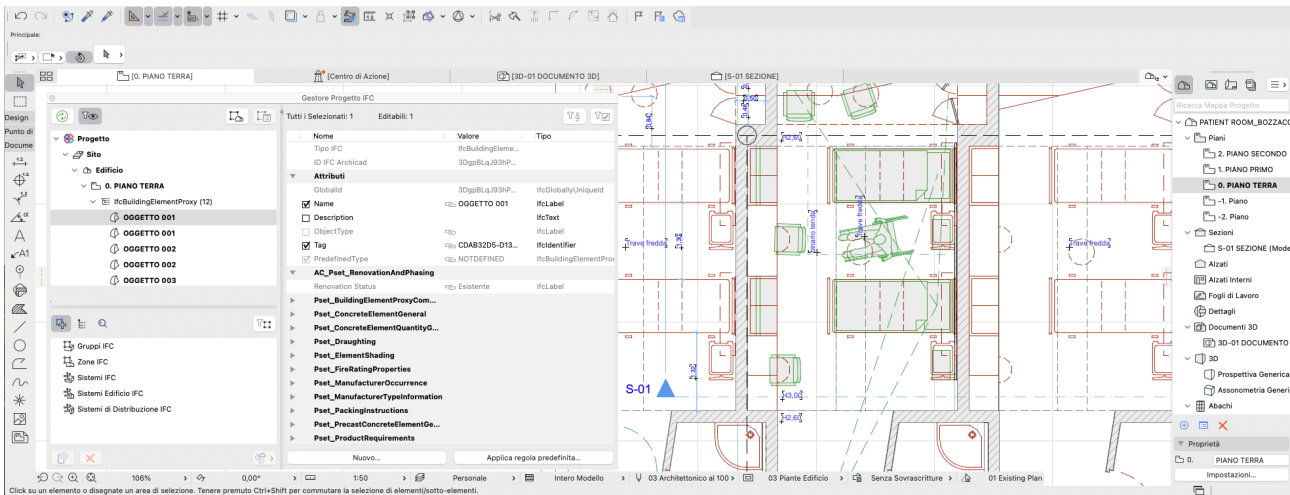 Principale:
[0. PIANO TERRA]
[Centro di Azione]
[3D-01 DOCUMENTO 3D]
[S-01 SEZIONE]
Gestore Progetto IFC
Design
Punto di
Docume
A
A1
Progetto
Sito
Edificio
0. PIANO TERRA
IfcBuildingElementProxy (12)
OGGETTO 001
OGGETTO 001
OGGETTO 002
OGGETTO 002
OGGETTO 003
Gruppi IFC
Zone IFC
Sistemi IFC
Sistemi Edificio IFC
Sistemi di Distribuzione IFC
Tutti i Selezionati: 1 Editabili: 1
Nome Valore Tipo
Tipo IFC IfcBuildingEleme...
ID IFC Archicad 3DgpBLqJ93hP...
Attributi
GlobalId 3DgpBLqJ93hP... IfcGloballyUniqueId
Name OGGETTO 001 IfcLabel
Description IfcText
ObjectType IfcLabel
Tag CDAB32D5-D13... IfcIdentifier
PredefinedType NOTDEFINED IfcBuildingElementPro
AC_Pset_RenovationAndPhasing
Renovation Status Esistente IfcLabel
Pset_BuildingElementProxyCom...
Pset_ConcreteElementGeneral
Pset_ConcreteElementQuantityG...
Pset_Draughting
Pset_ElementShading
Pset_FireRatingProperties
Pset_ManufacturerOccurrence
Pset_ManufacturerTypeInformation
Pset_PackingInstructions
Pset_PrecastConcreteElementGe...
Pset_ProductRequirements
Nuovo...
Applica regola predefinita...
H2,60
Trave fredda
Binario tenda
Trave fredda
Trave fredda
S-01
H3,00
H2,60
Ricerca Mappa Progetto
PATIENT ROOM_BOZZACO
Piani
2. PIANO SECONDO
1. PIANO PRIMO
0. PIANO TERRA
-1. Piano
-2. Piano
Sezioni
S-01 SEZIONE (Mode
Alzati
Alzati Interni
Fogli di Lavoro
Dettagli
Documenti 3D
3D-01 DOCUMENTO
3D
Prospettiva Generica
Assonometria Generi
Abachi
Proprietà
0. PIANO TERRA
Impostazioni...
106% 0,00° 1:50 Personale Intero Modello 03 Architettonico al 100 03 Piante Edificio Senza Sovrascritture 01 Existing Plan
Click su un elemento o disegnate un area di selezione. Tenere premuto Ctrl+Shift per commutare la selezione di elementi/sotto-elementi.